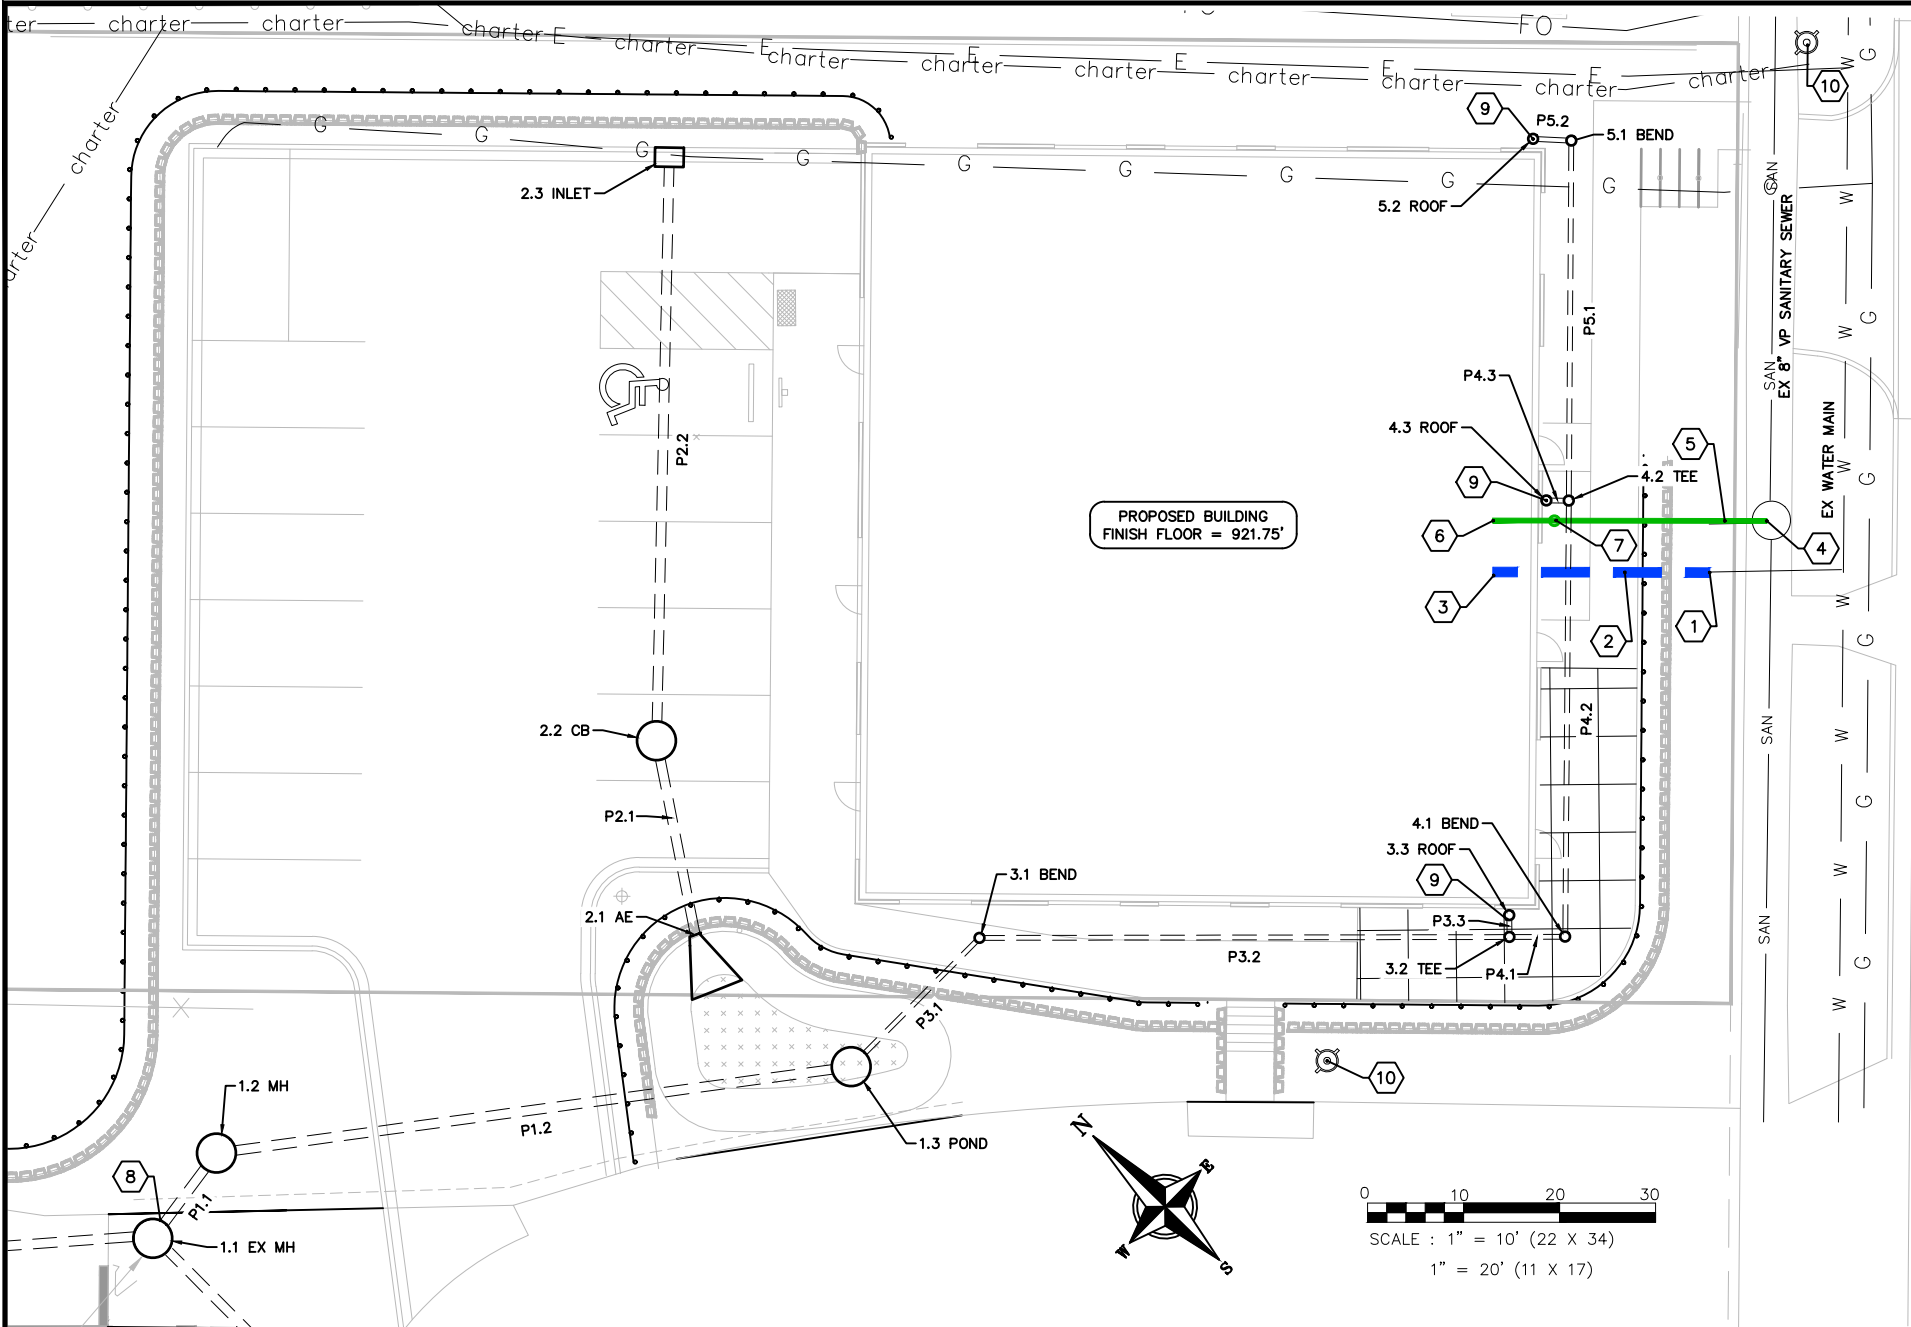 ter
charter
charter
charter
E
charter
E
charter
E
charter
charter
E
charter
E
charter
E
charter
charter
FO
charter
arter
W
G
10
9
P5.2
5.1 BEND
G
G
G
G
G
G
G
G
G
2.3 INLET
5.2 ROOF
SAN
G
W
EX 8" VP SANITARY SEWER
P5.1
W
G
P4.3
SAN
P2.2
4.3 ROOF
EX WATER MAIN
5
9
4.2 TEE
W
G
PROPOSED BUILDING
FINISH FLOOR = 921.75'
6
7
4
3
2
1
W
G
2.2 CB
P4.2
SAN
W
G
P2.1
4.1 BEND
3.3 ROOF
3.1 BEND
9
W
2.1 AE
P3.3
SAN
P3.2
3.2 TEE
P4.1
G
W
P3.1
10
1.2 MH
P1.2
1.3 POND
8
P1.1
1.1 EX MH
N
E
W
S
0 10 20 30
SCALE : 1" = 10' (22 X 34)
1" = 20' (11 X 17)